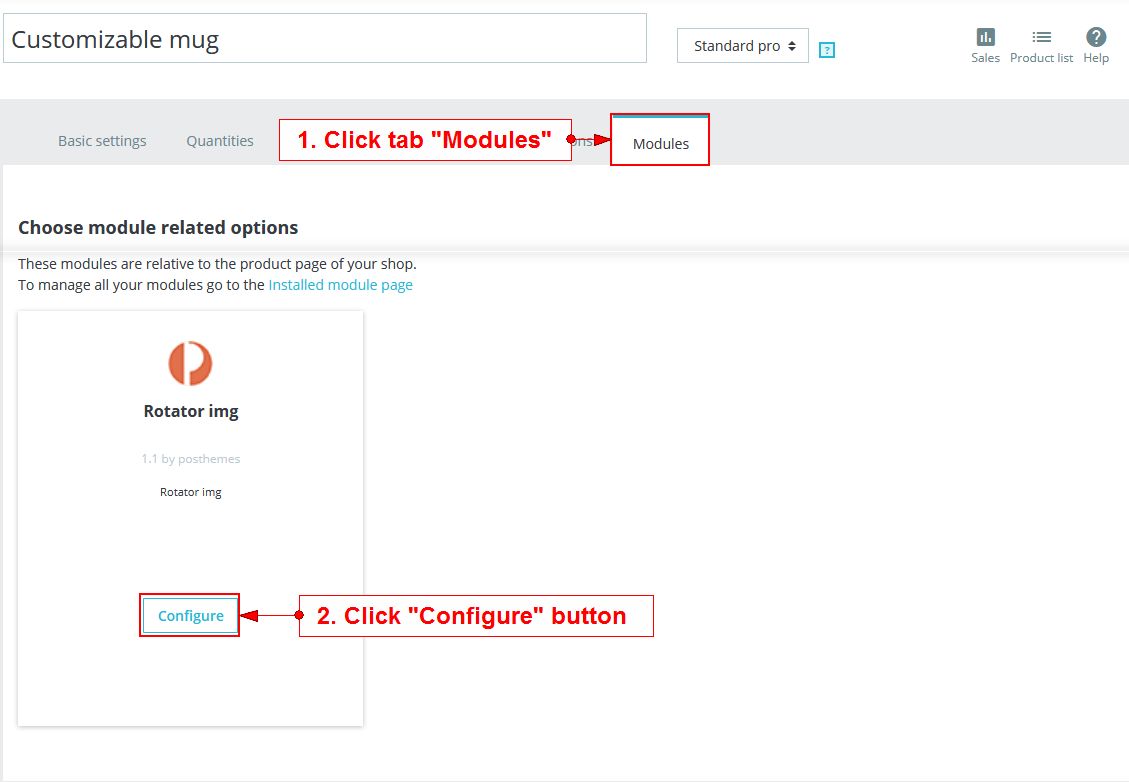 Customizable mug
Standard pro
?
Sales
Product list
Help
Basic settings
Quantities
1. Click tab "Modules"
Modules
Choose module related options
These modules are relative to the product page of your shop.
To manage all your modules go to the Installed module page
Rotator img
1.1 by posthemes
Rotator img
Configure
2. Click "Configure" button